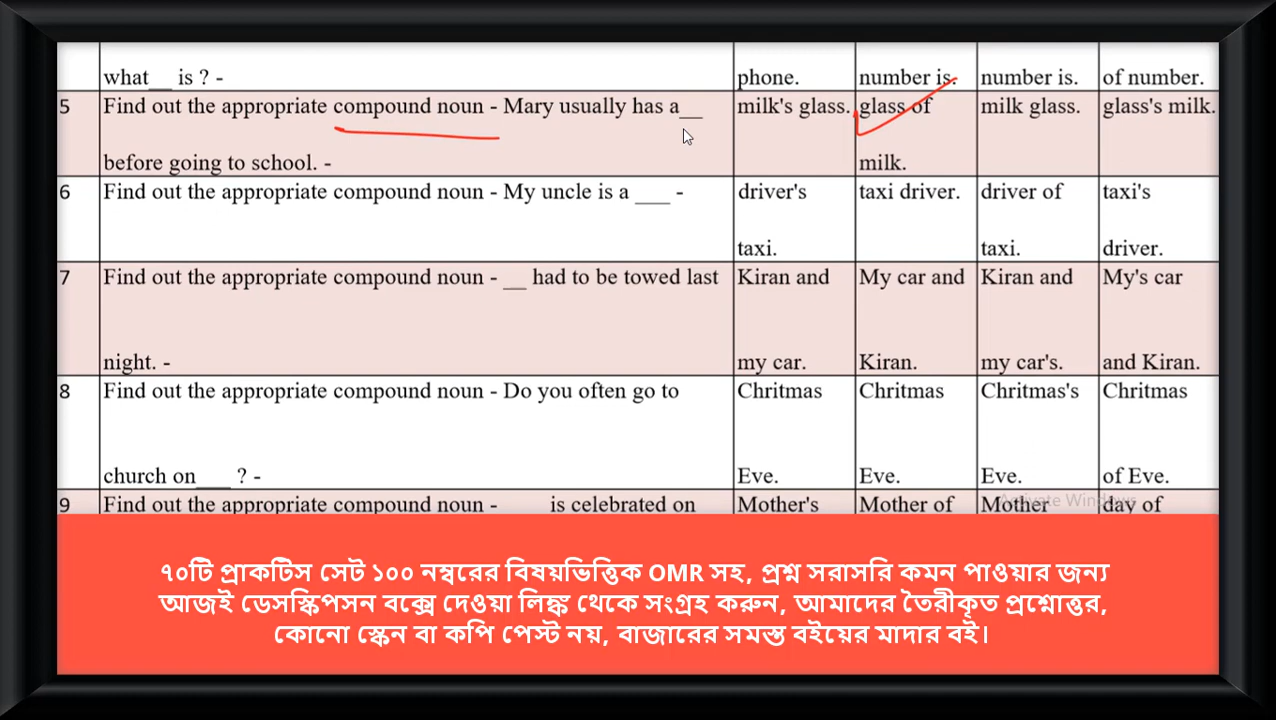 what__ is ? - phone. number is. number is. of number.
5 Find out the appropriate compound noun - Mary usually has a__ milk's glass. glass of milk glass. glass's milk.
before going to school. - milk.
6 Find out the appropriate compound noun - My uncle is a ___ - driver's taxi driver. driver of taxi's
taxi. taxi. driver.
7 Find out the appropriate compound noun - __ had to be towed last Kiran and My car and Kiran and My's car
night. - my car. Kiran. my car's. and Kiran.
8 Find out the appropriate compound noun - Do you often go to Chritmas Chritmas Chritmas's Chritmas
church on___ ? - Eve. Eve. Eve. of Eve.
9 Find out the appropriate compound noun - ____ is celebrated on Mother's Mother of Mother day of
Activate Windows
৭০টি প্রাকটিস সেট ১০০ নম্বরের বিষয়ভিত্তিক OMR সহ, প্রশ্ন সরাসরি কমন পাওয়ার জন্য
আজই ডেসস্কিপসন বক্সে দেওয়া লিঙ্ক থেকে সংগ্রহ করুন, আমাদের তৈরীকৃত প্রশ্নোত্তর,
কোনো স্কেন বা কপি পেস্ট নয়, বাজারের সমস্ত বইয়ের মাদার বই।